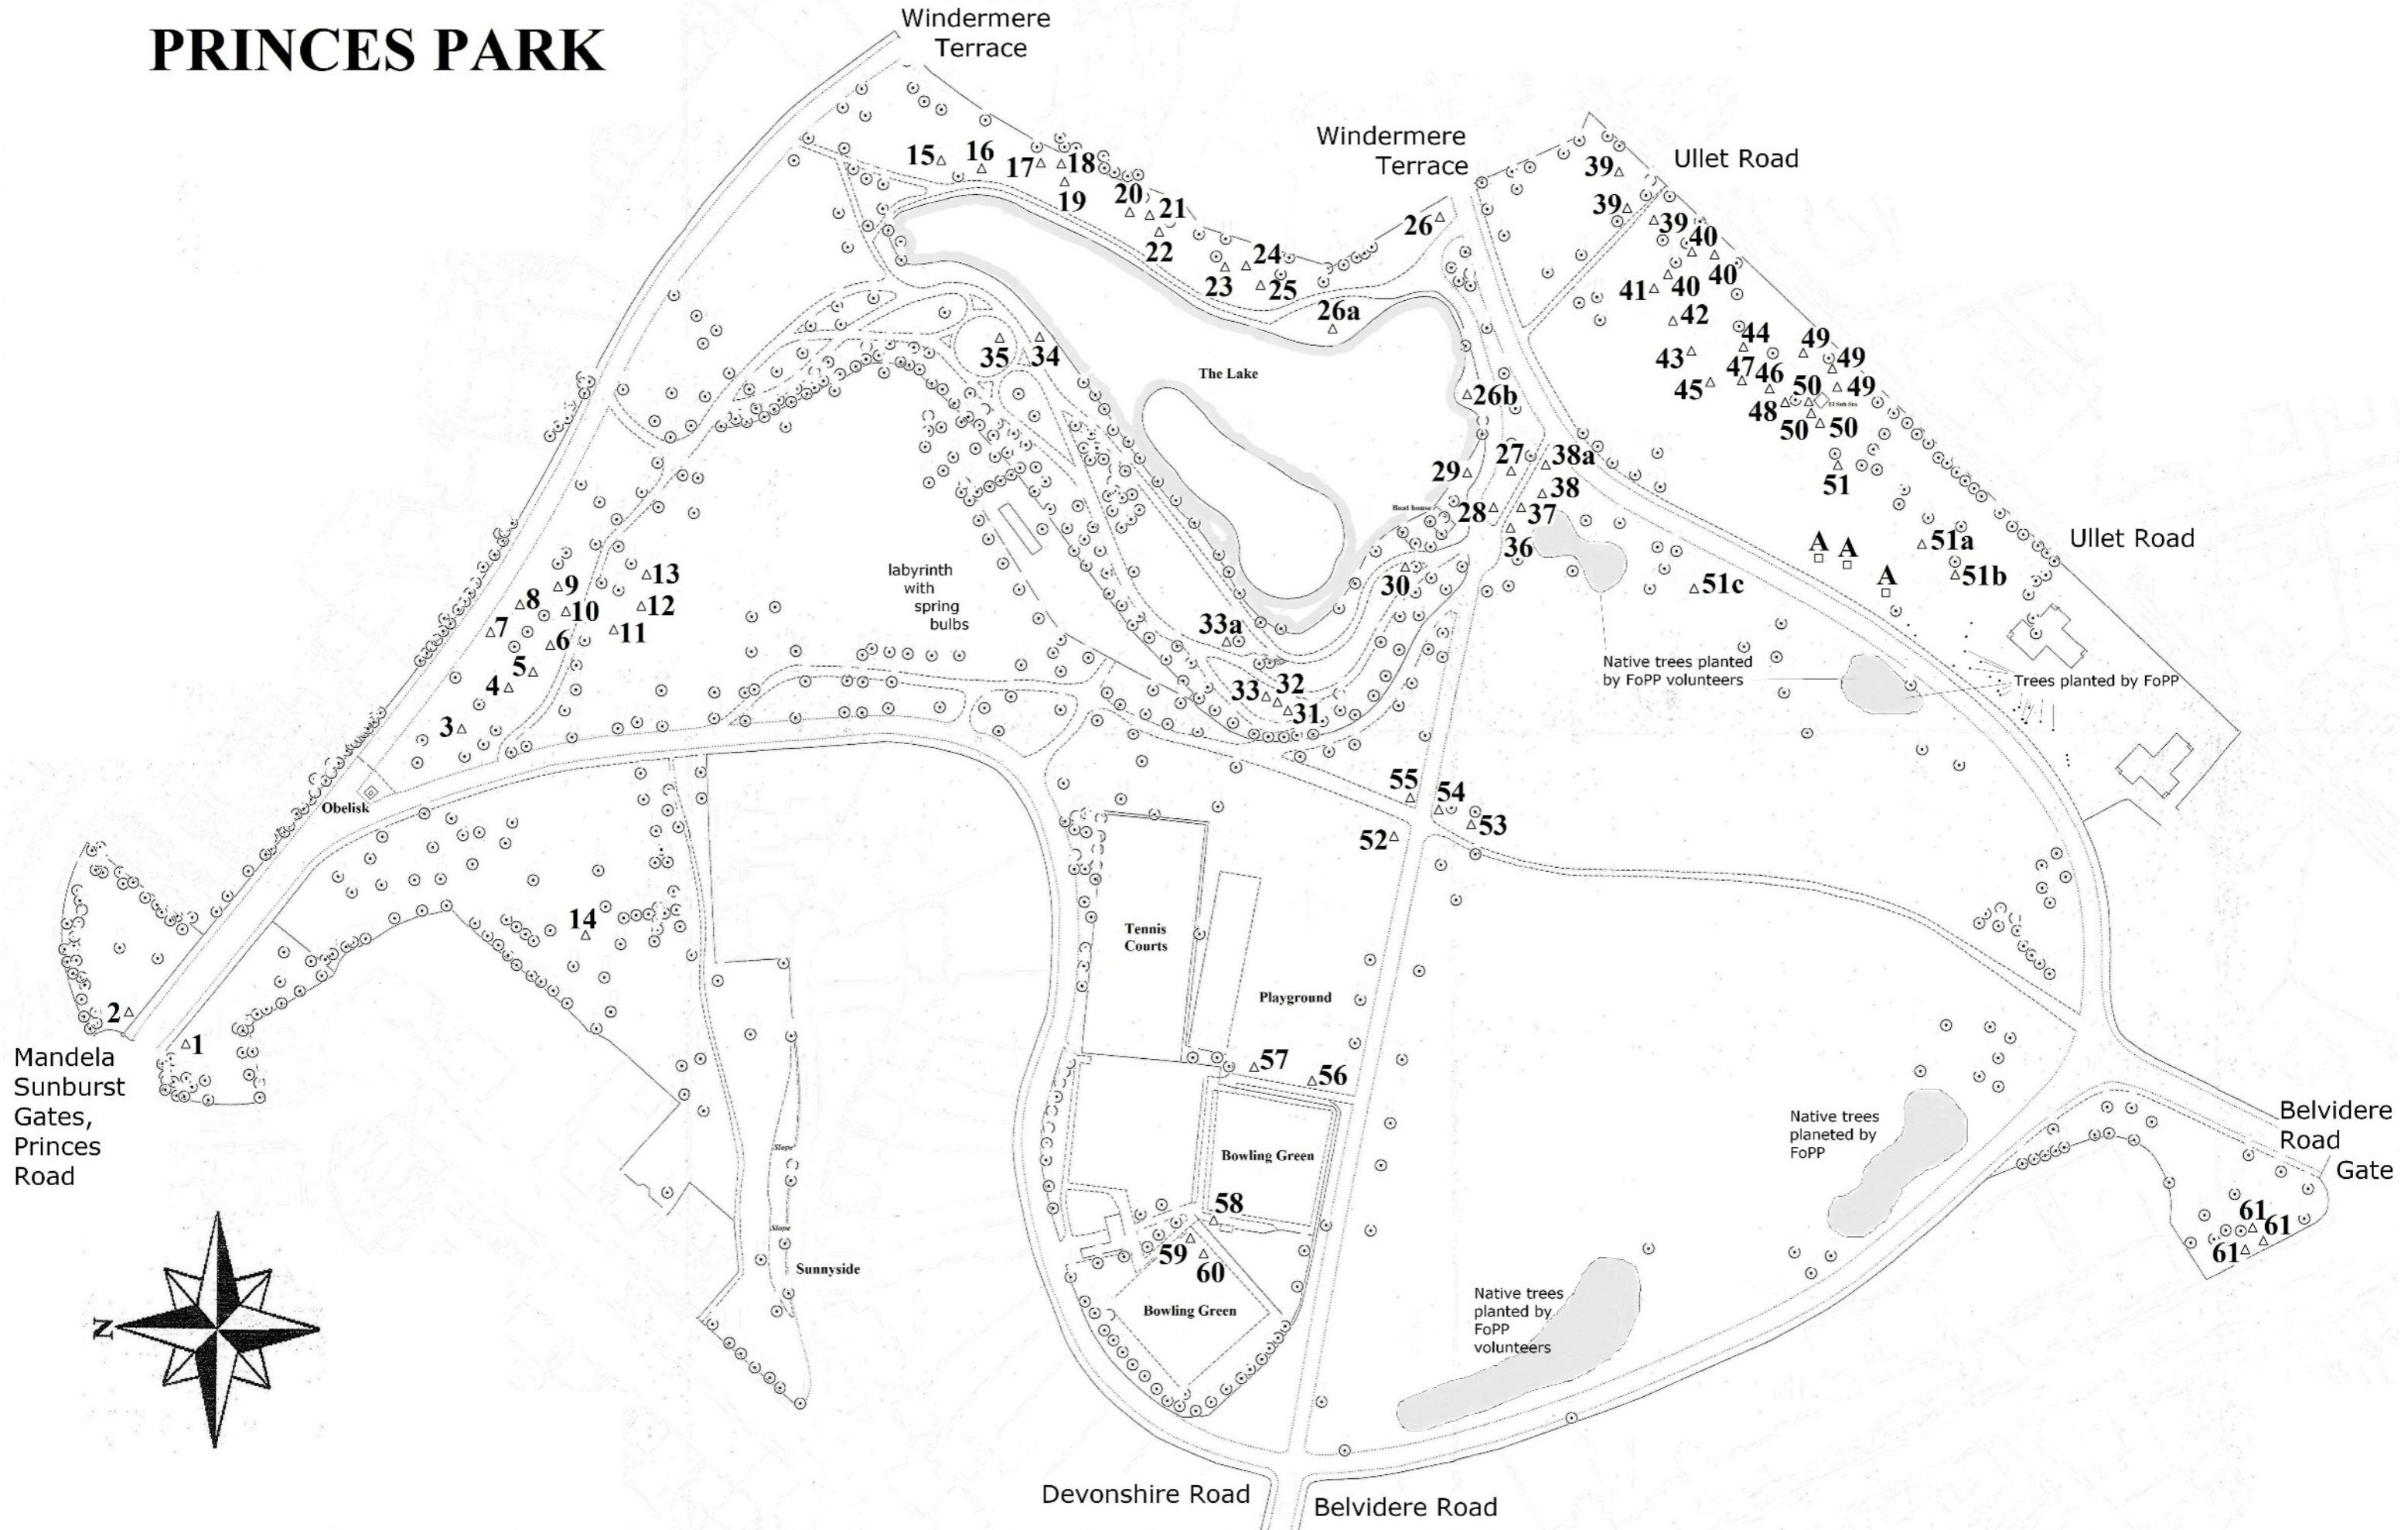 PRINCES PARK
Windermere
Terrace
Windermere
Terrace
Ullet Road
15
16
17
18
19
20
21
22
23
24
25
26
26a
26b
39
39
39
40
40
40
41
42
43
44
45
46
47
48
49
49
49
50
50
50
El Sub Sta
51
51a
51b
51c
Ullet Road
A
A
A
35
34
The Lake
27
38a
29
38
28
37
36
Boat house
30
labyrinth
with
spring
bulbs
33a
33
32
31
13
12
11
10
9
8
7
6
5
4
3
Native trees planted
by FoPP volunteers
Trees planted by FoPP
Obelisk
55
54
53
52
14
2
1
Mandela
Sunburst
Gates,
Princes
Road
Tennis
Courts
Playground
57
56
Bowling Green
58
59
60
Bowling Green
Slope
Slope
Sunnyside
Native trees
planeted by
FoPP
Belvidere
Road
Gate
61
61
61
Native trees
planted by
FoPP
volunteers
N
Devonshire Road
Belvidere Road